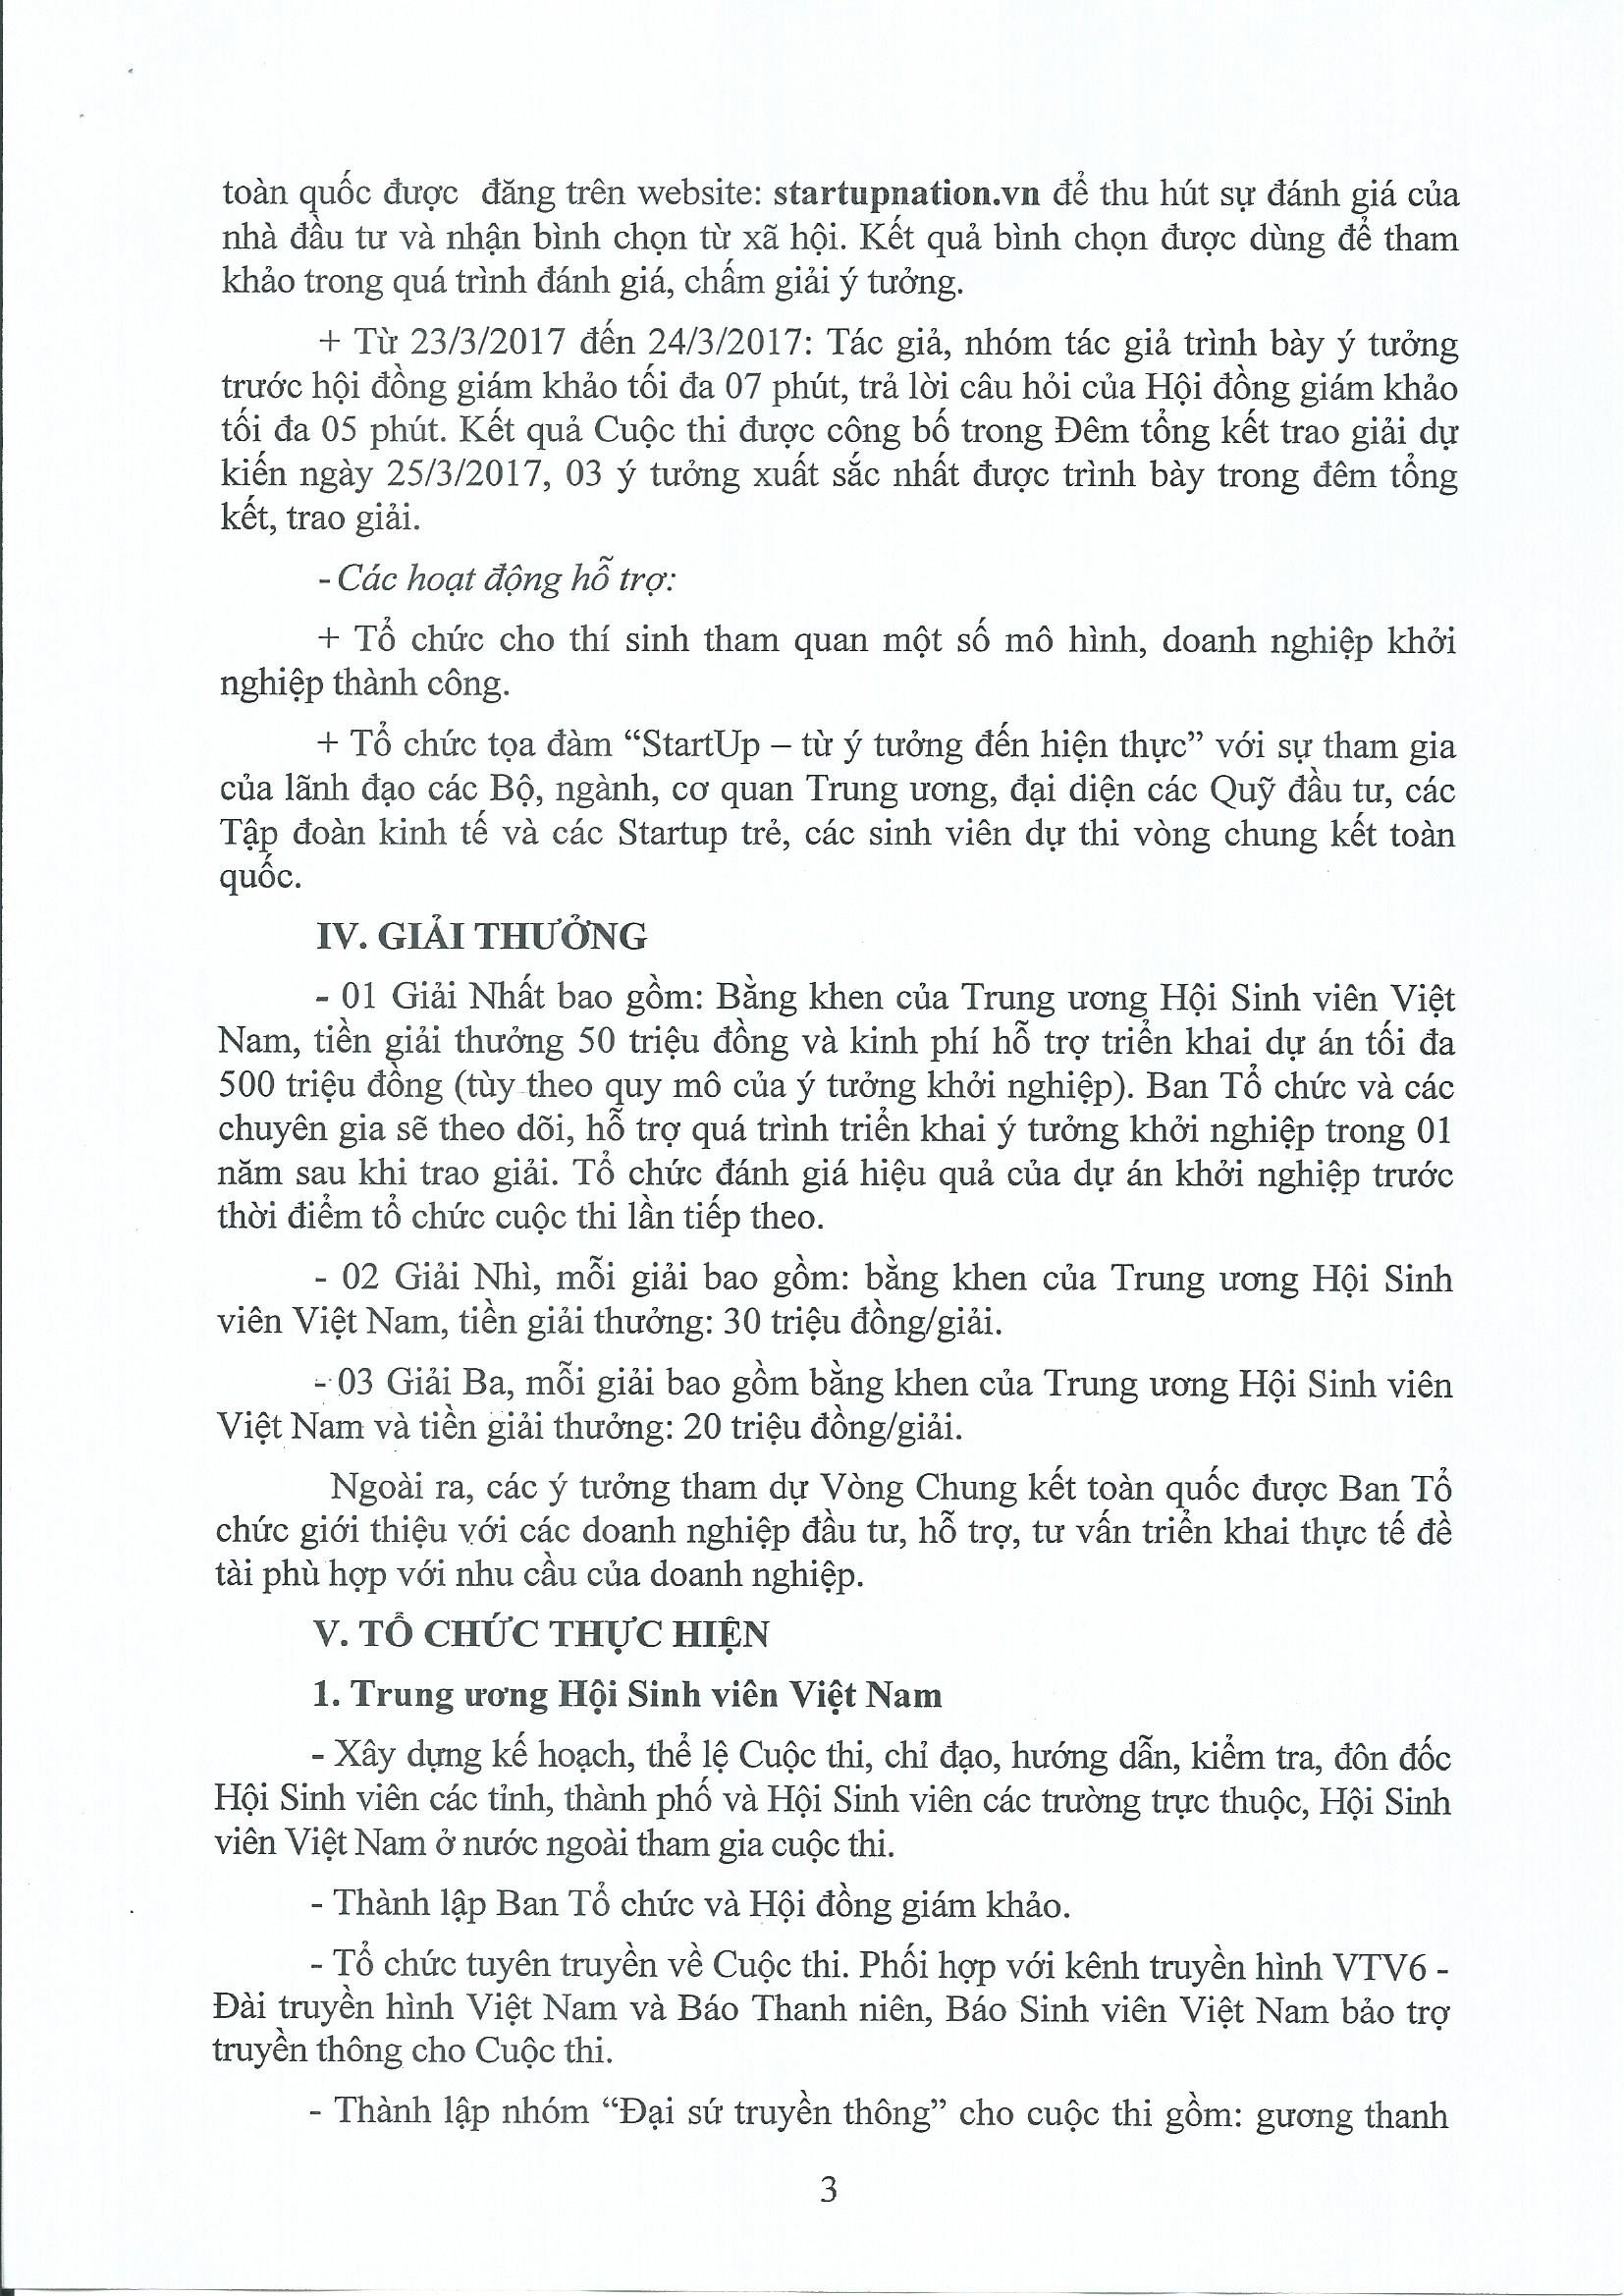 toàn quốc được đăng trên website: startupnation.vn để thu hút sự đánh giá của
nhà đầu tư và nhận bình chọn từ xã hội. Kết quả bình chọn được dùng để tham
khảo trong quá trình đánh giá, chấm giải ý tưởng.
+ Từ 23/3/2017 đến 24/3/2017: Tác giả, nhóm tác giả trình bày ý tưởng
trước hội đồng giám khảo tối đa 07 phút, trả lời câu hỏi của Hội đồng giám khảo
tối đa 05 phút. Kết quả Cuộc thi được công bố trong Đêm tổng kết trao giải dự
kiến ngày 25/3/2017, 03 ý tưởng xuất sắc nhất được trình bày trong đêm tổng
kết, trao giải.
- Các hoạt động hỗ trợ:
+ Tổ chức cho thí sinh tham quan một số mô hình, doanh nghiệp khởi
nghiệp thành công.
+ Tổ chức tọa đàm “StartUp – từ ý tưởng đến hiện thực” với sự tham gia
của lãnh đạo các Bộ, ngành, cơ quan Trung ương, đại diện các Quỹ đầu tư, các
Tập đoàn kinh tế và các Startup trẻ, các sinh viên dự thi vòng chung kết toàn
quốc.
IV. GIẢI THƯỞNG
- 01 Giải Nhất bao gồm: Bằng khen của Trung ương Hội Sinh viên Việt
Nam, tiền giải thưởng 50 triệu đồng và kinh phí hỗ trợ triển khai dự án tối đa
500 triệu đồng (tùy theo quy mô của ý tưởng khởi nghiệp). Ban Tổ chức và các
chuyên gia sẽ theo dõi, hỗ trợ quá trình triển khai ý tưởng khởi nghiệp trong 01
năm sau khi trao giải. Tổ chức đánh giá hiệu quả của dự án khởi nghiệp trước
thời điểm tổ chức cuộc thi lần tiếp theo.
- 02 Giải Nhì, mỗi giải bao gồm: bằng khen của Trung ương Hội Sinh
viên Việt Nam, tiền giải thưởng: 30 triệu đồng/giải.
- 03 Giải Ba, mỗi giải bao gồm bằng khen của Trung ương Hội Sinh viên
Việt Nam và tiền giải thưởng: 20 triệu đồng/giải.
Ngoài ra, các ý tưởng tham dự Vòng Chung kết toàn quốc được Ban Tổ
chức giới thiệu với các doanh nghiệp đầu tư, hỗ trợ, tư vấn triển khai thực tế đề
tài phù hợp với nhu cầu của doanh nghiệp.
V. TỔ CHỨC THỰC HIỆN
1. Trung ương Hội Sinh viên Việt Nam
- Xây dựng kế hoạch, thể lệ Cuộc thi, chỉ đạo, hướng dẫn, kiểm tra, đôn đốc
Hội Sinh viên các tỉnh, thành phố và Hội Sinh viên các trường trực thuộc, Hội Sinh
viên Việt Nam ở nước ngoài tham gia cuộc thi.
- Thành lập Ban Tổ chức và Hội đồng giám khảo.
- Tổ chức tuyên truyền về Cuộc thi. Phối hợp với kênh truyền hình VTV6 -
Đài truyền hình Việt Nam và Báo Thanh niên, Báo Sinh viên Việt Nam bảo trợ
truyền thông cho Cuộc thi.
- Thành lập nhóm “Đại sứ truyền thông” cho cuộc thi gồm: gương thanh
3